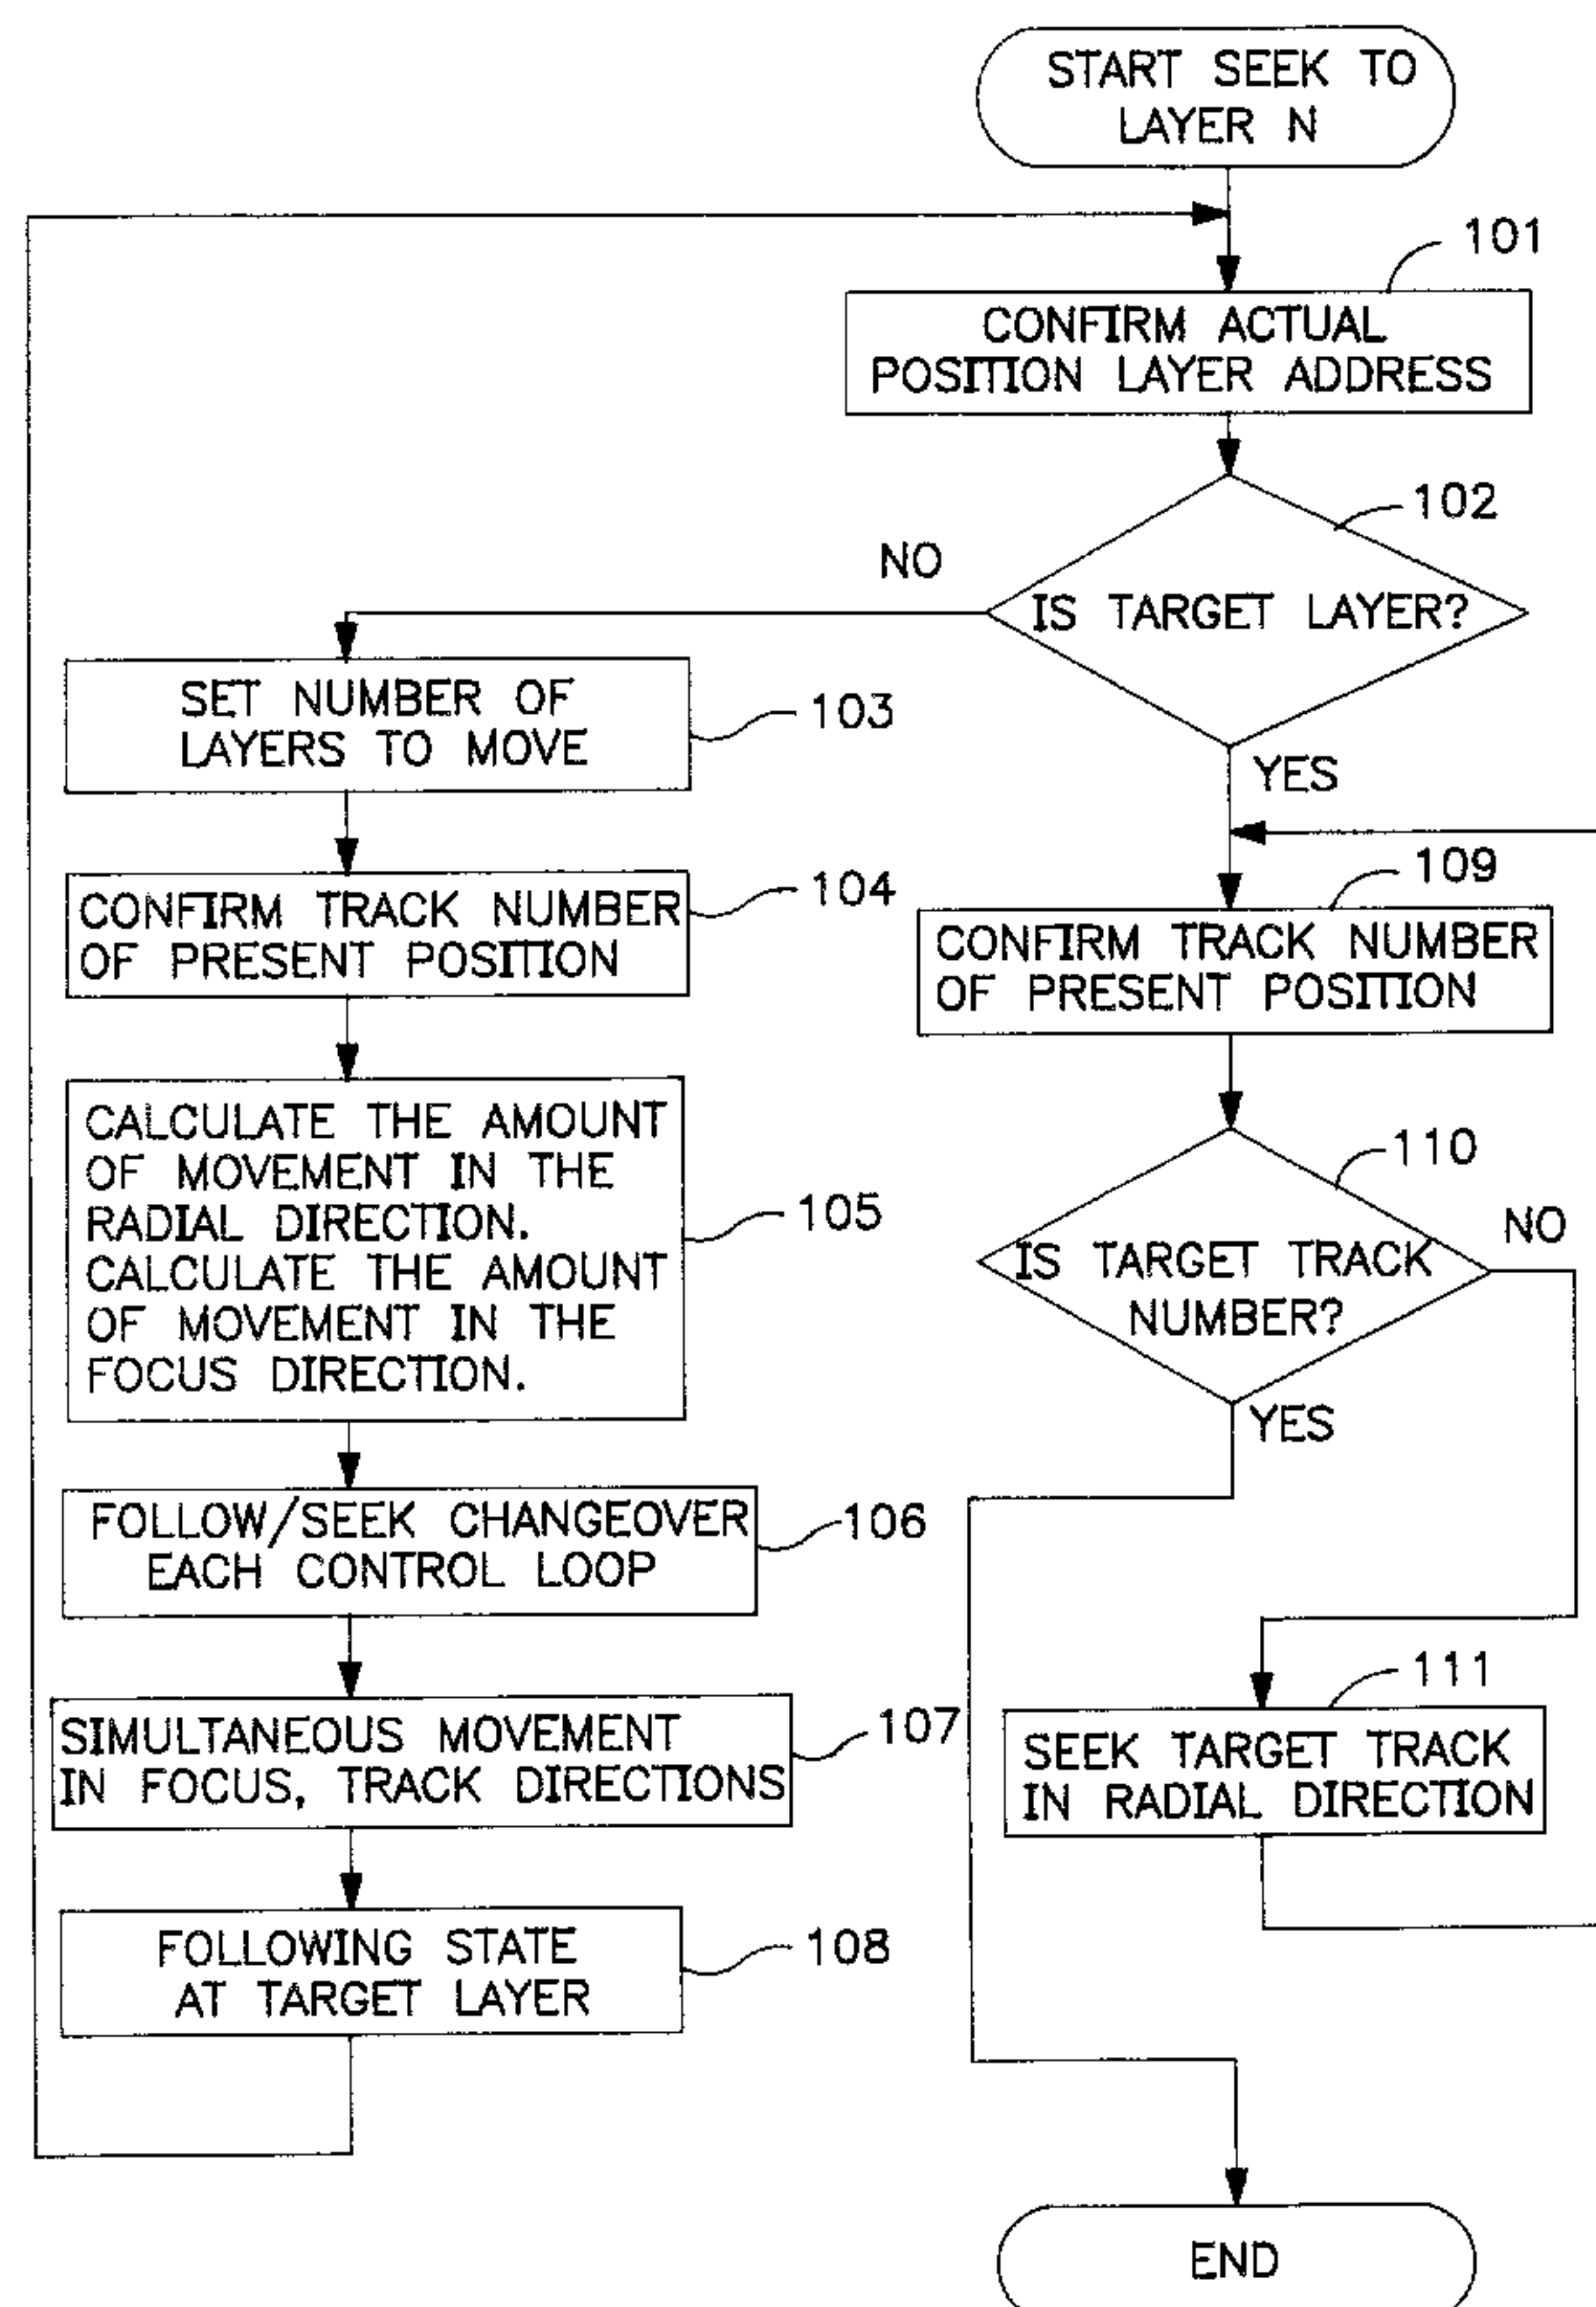 START SEEK TO
LAYER N
101
CONFIRM ACTUAL
POSITION LAYER ADDRESS
102
NO
IS TARGET LAYER?
YES
SET NUMBER OF
LAYERS TO MOVE
103
CONFIRM TRACK NUMBER
OF PRESENT POSITION
104
CALCULATE THE AMOUNT
OF MOVEMENT IN THE
RADIAL DIRECTION.
CALCULATE THE AMOUNT
OF MOVEMENT IN THE
FOCUS DIRECTION.
105
FOLLOW/SEEK CHANGEOVER
EACH CONTROL LOOP
106
SIMULTANEOUS MOVEMENT
IN FOCUS, TRACK DIRECTIONS
107
FOLLOWING STATE
AT TARGET LAYER
108
109
CONFIRM TRACK NUMBER
OF PRESENT POSITION
110
NO
IS TARGET TRACK
NUMBER?
YES
111
SEEK TARGET TRACK
IN RADIAL DIRECTION
END